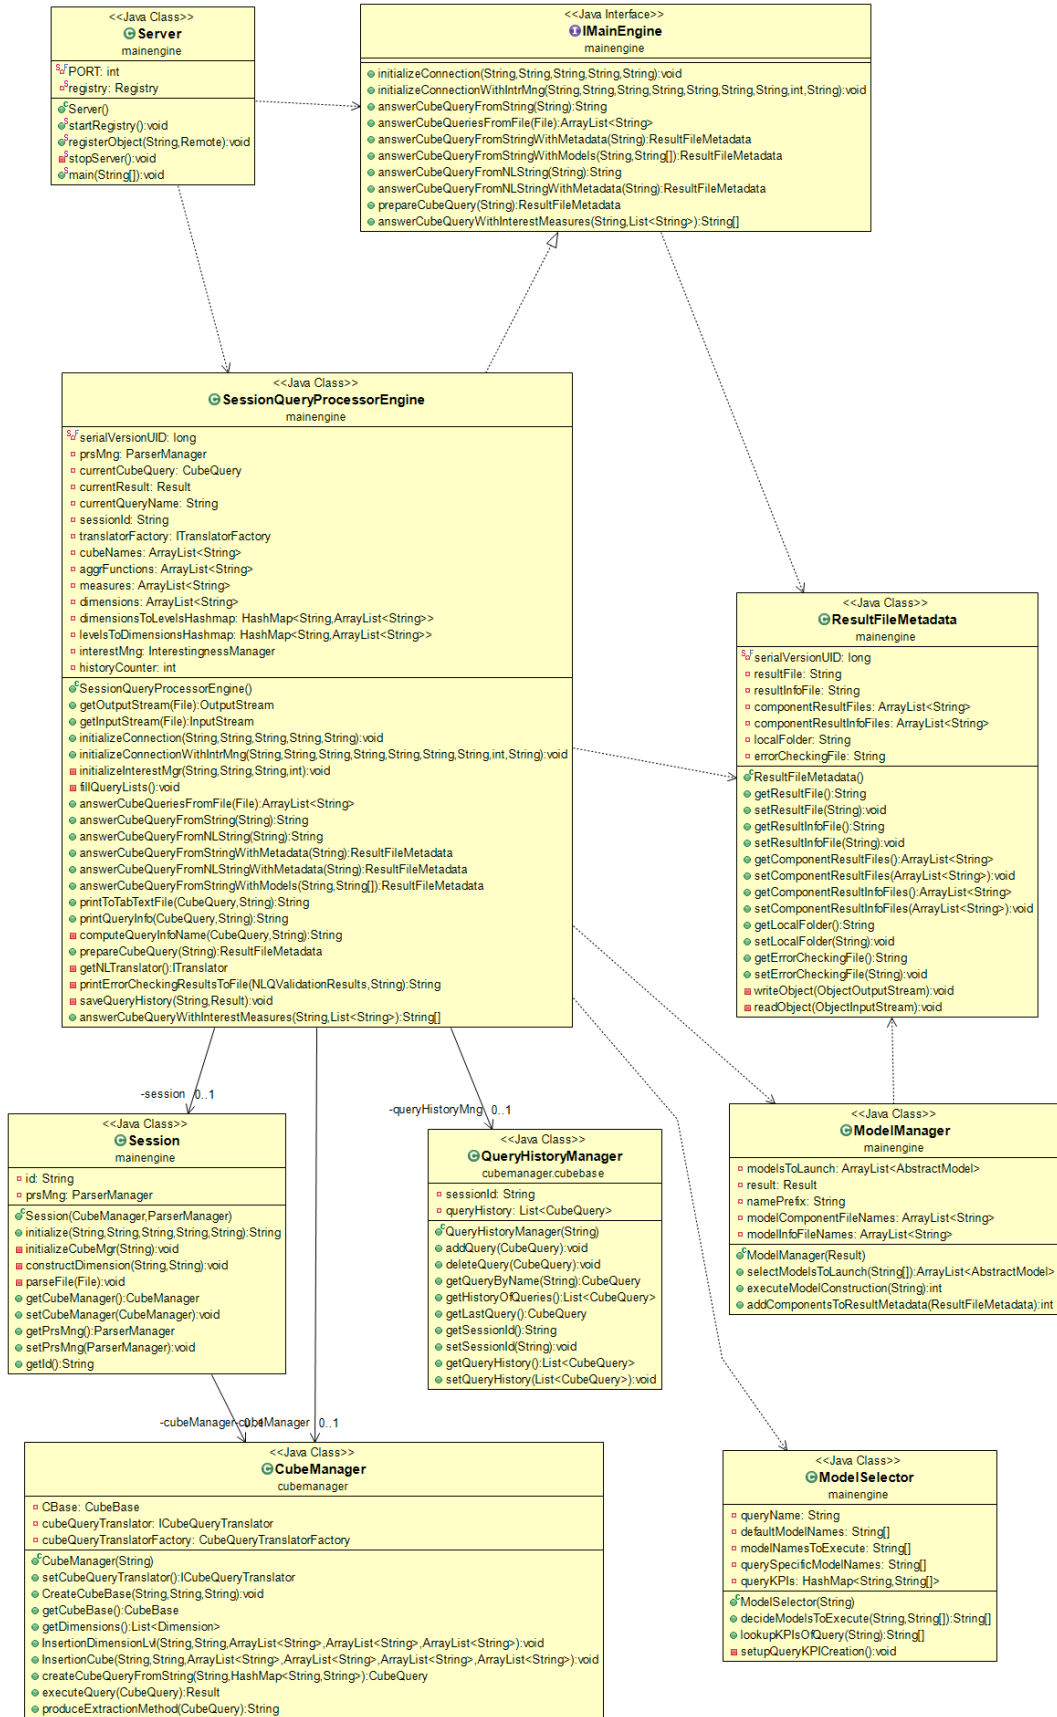 <<Java Class>>
Server
mainengine
PORT: int
registry: Registry
Server()
startRegistry():void
registerObject(String,Remote):void
stopServer():void
main(String[]):void
<<Java Interface>>
IMainEngine
mainengine
initializeConnection(String,String,String,String,String):void
initializeConnectionWithIntrMng(String,String,String,String,String,String,String,int,String):void
answerCubeQueryFromString(String):String
answerCubeQueriesFromFile(File):ArrayList<String>
answerCubeQueryFromStringWithMetadata(String):ResultFileMetadata
answerCubeQueryFromStringWithModels(String,String[]):ResultFileMetadata
answerCubeQueryFromNLString(String):String
answerCubeQueryFromNLStringWithMetadata(String):ResultFileMetadata
prepareCubeQuery(String):ResultFileMetadata
answerCubeQueryWithInterestMeasures(String,List<String>):String[]
<<Java Class>>
SessionQueryProcessorEngine
mainengine
serialVersionUID: long
prsMng: ParserManager
currentCubeQuery: CubeQuery
currentResult: Result
currentQueryName: String
sessionId: String
translatorFactory: ITranslatorFactory
cubeNames: ArrayList<String>
aggrFunctions: ArrayList<String>
measures: ArrayList<String>
dimensions: ArrayList<String>
dimensionsToLevelsHashmap: HashMap<String,ArrayList<String>>
levelsToDimensionsHashmap: HashMap<String,ArrayList<String>>
interestMng: InterestingnessManager
historyCounter: int
SessionQueryProcessorEngine()
getOutputStream(File):OutputStream
getInputStream(File):InputStream
initializeConnection(String,String,String,String,String):void
initializeConnectionWithIntrMng(String,String,String,String,String,String,String,int,String):void
initializeInterestMgr(String,String,String,int):void
fillQueryLists():void
answerCubeQueriesFromFile(File):ArrayList<String>
answerCubeQueryFromString(String):String
answerCubeQueryFromNLString(String):String
answerCubeQueryFromStringWithMetadata(String):ResultFileMetadata
answerCubeQueryFromNLStringWithMetadata(String):ResultFileMetadata
answerCubeQueryFromStringWithModels(String,String[]):ResultFileMetadata
printToTabTextFile(CubeQuery,String):String
printQueryInfo(CubeQuery,String):String
computeQueryInfoName(CubeQuery,String):String
prepareCubeQuery(String):ResultFileMetadata
getNLTranslator():ITranslator
printErrorCheckingResultsToFile(NLQValidationResults,String):String
saveQueryHistory(String,Result):void
answerCubeQueryWithInterestMeasures(String,List<String>):String[]
<<Java Class>>
ResultFileMetadata
mainengine
serialVersionUID: long
resultFile: String
resultInfoFile: String
componentResultFiles: ArrayList<String>
componentResultInfoFiles: ArrayList<String>
localFolder: String
errorCheckingFile: String
ResultFileMetadata()
getResultFile():String
setResultFile(String):void
getResultInfoFile():String
setResultInfoFile(String):void
getComponentResultFiles():ArrayList<String>
setComponentResultFiles(ArrayList<String>):void
getComponentResultInfoFiles():ArrayList<String>
setComponentResultInfoFiles(ArrayList<String>):void
getLocalFolder():String
setLocalFolder(String):void
getErrorCheckingFile():String
setErrorCheckingFile(String):void
writeObject(ObjectOutputStream):void
readObject(ObjectInputStream):void
-session 0..1
-queryHistoryMng 0..1
<<Java Class>>
Session
mainengine
id: String
prsMng: ParserManager
Session(CubeManager,ParserManager)
initialize(String,String,String,String,String):String
initializeCubeMgr(String):void
constructDimension(String,String):void
parseFile(File):void
getCubeManager():CubeManager
setCubeManager(CubeManager):void
getPrsMng():ParserManager
setPrsMng(ParserManager):void
getId():String
<<Java Class>>
QueryHistoryManager
cubemanager.cubebase
sessionId: String
queryHistory: List<CubeQuery>
QueryHistoryManager(String)
addQuery(CubeQuery):void
deleteQuery(CubeQuery):void
getQueryByName(String):CubeQuery
getHistoryOfQueries():List<CubeQuery>
getLastQuery():CubeQuery
getSessionId():String
setSessionId(String):void
getQueryHistory():List<CubeQuery>
setQueryHistory(List<CubeQuery>):void
<<Java Class>>
ModelManager
mainengine
modelsToLaunch: ArrayList<AbstractModel>
result: Result
namePrefix: String
modelComponentFileNames: ArrayList<String>
modelInfoFileNames: ArrayList<String>
ModelManager(Result)
selectModelsToLaunch(String[]):ArrayList<AbstractModel>
executeModelConstruction(String):int
addComponentsToResultMetadata(ResultFileMetadata):int
-cubeManager 0..1 -cubeManager 0..1
<<Java Class>>
CubeManager
cubemanager
CBase: CubeBase
cubeQueryTranslator: ICubeQueryTranslator
cubeQueryTranslatorFactory: CubeQueryTranslatorFactory
CubeManager(String)
setCubeQueryTranslator():ICubeQueryTranslator
CreateCubeBase(String,String,String):void
getCubeBase():CubeBase
getDimensions():List<Dimension>
InsertionDimensionLvl(String,String,ArrayList<String>,ArrayList<String>,ArrayList<String>):void
InsertionCube(String,String,ArrayList<String>,ArrayList<String>,ArrayList<String>,ArrayList<String>):void
createCubeQueryFromString(String,HashMap<String,String>):CubeQuery
executeQuery(CubeQuery):Result
produceExtractionMethod(CubeQuery):String
<<Java Class>>
ModelSelector
mainengine
queryName: String
defaultModelNames: String[]
modelNamesToExecute: String[]
querySpecificModelNames: String[]
queryKPIs: HashMap<String,String[]>
ModelSelector(String)
decideModelsToExecute(String,String[]):String[]
lookupKPIsOfQuery(String):String[]
setupQueryKPICreation():void